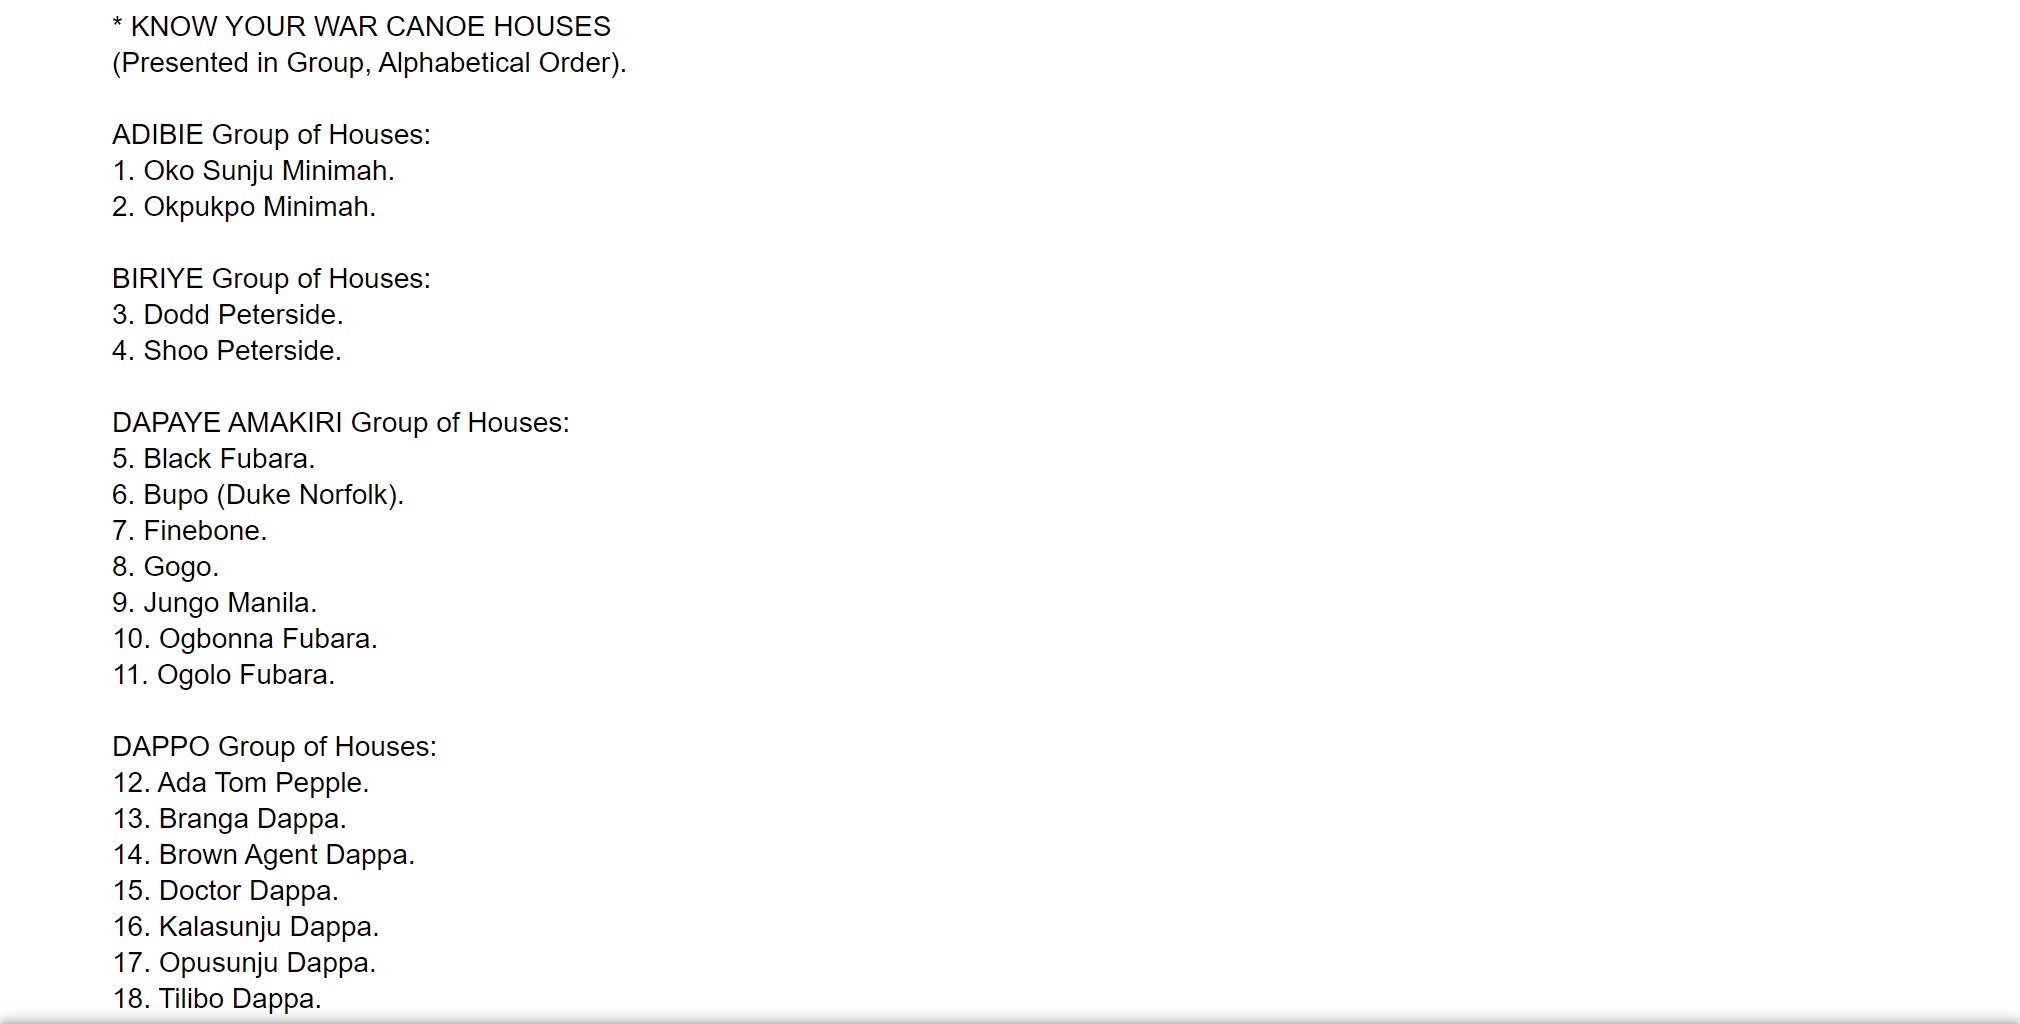 * KNOW YOUR WAR CANOE HOUSES
(Presented in Group, Alphabetical Order).
ADIBIE Group of Houses:
1. Oko Sunju Minimah.
2. Okpukpo Minimah.
BIRIYE Group of Houses:
3. Dodd Peterside.
4. Shoo Peterside.
DAPAYE AMAKIRI Group of Houses:
5. Black Fubara.
6. Bupo (Duke Norfolk).
7. Finebone.
8. Gogo.
9. Jungo Manila.
10. Ogbonna Fubara.
11. Ogolo Fubara.
DAPPO Group of Houses:
12. Ada Tom Pepple.
13. Branga Dappa.
14. Brown Agent Dappa.
15. Doctor Dappa.
16. Kalasunju Dappa.
17. Opusunju Dappa.
18. Tilibo Dappa.